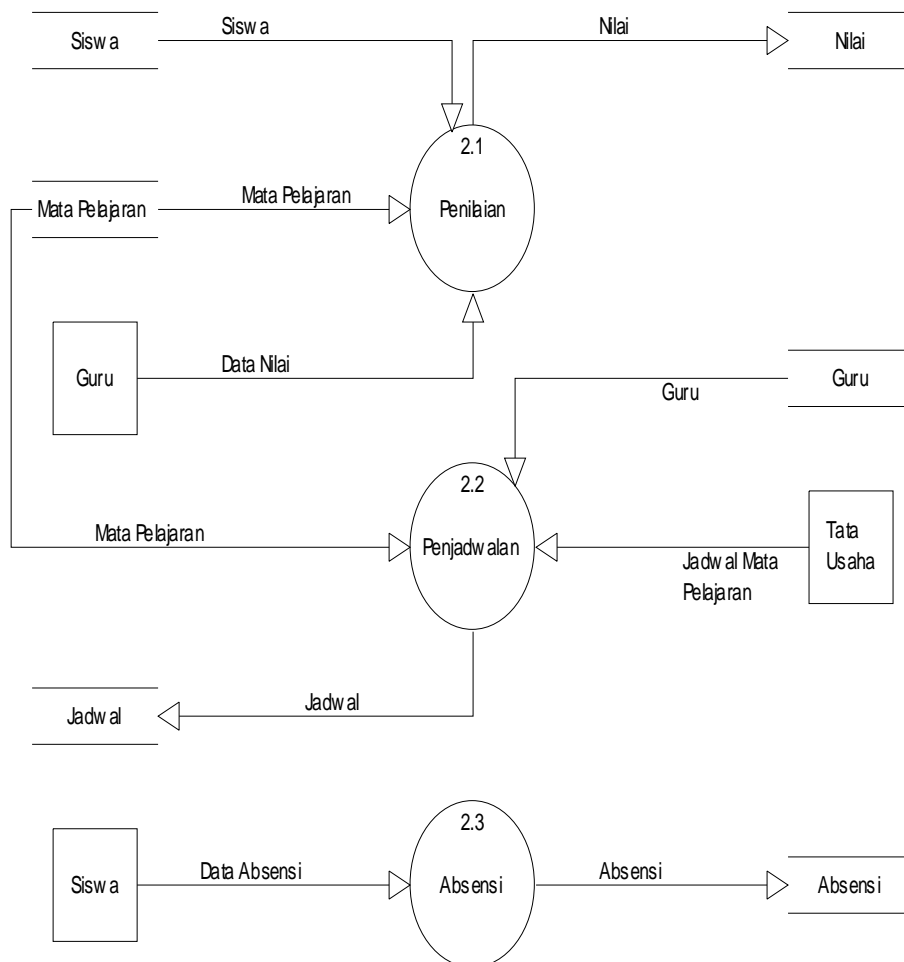 Siswa
Siswa
Nilai
Nilai
2.1
Penilaian
Mata Pelajaran
Mata Pelajaran
Guru
Data Nilai
Guru
Guru
2.2
Penjadwalan
Mata Pelajaran
Tata
Usaha
Jadwal Mata
Pelajaran
Jadwal
Jadwal
2.3
Siswa
Data Absensi
Absensi
Absensi
Absensi